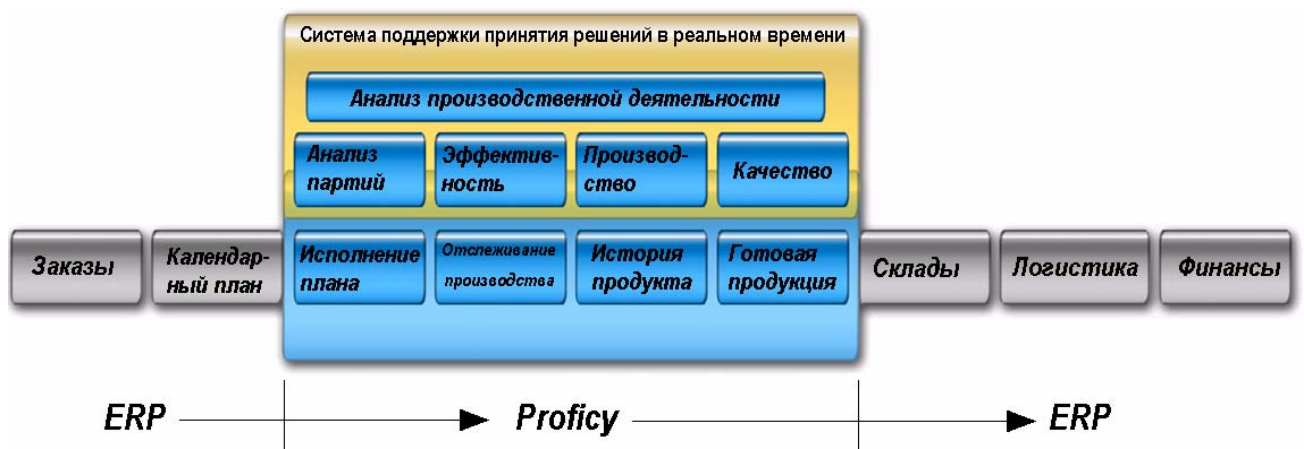 Система поддержки принятия решений в реальном времени
Анализ производственной деятельности
Анализ
партий
Эффектив-
ность
Производ-
ство
Качество
Заказы
Календар-
ный план
Исполнение
плана
Отслеживание
производства
История
продукта
Готовая
продукция
Склады
Логистика
Финансы
ERP
Proficy
ERP